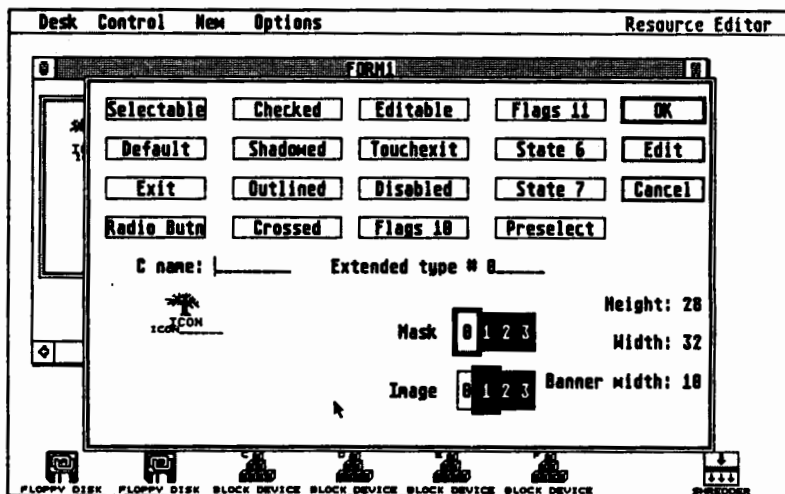 Desk Control New Options Resource Editor
FORM1
Selectable Checked Editable Flags 11 OK
Default Shadowed Touchexit State 6 Edit
Exit Outlined Disabled State 7 Cancel
Radio Butn Crossed Flags 10 Preselect
C name: Extended type # 0
ICON
ICON
Height: 28
Mask 0 1 2 3
Width: 32
Banner width: 10
Image 0 1 2 3
C D E F
FLOPPY DISK FLOPPY DISK BLOCK DEVICE BLOCK DEVICE BLOCK DEVICE BLOCK DEVICE SHREDDER